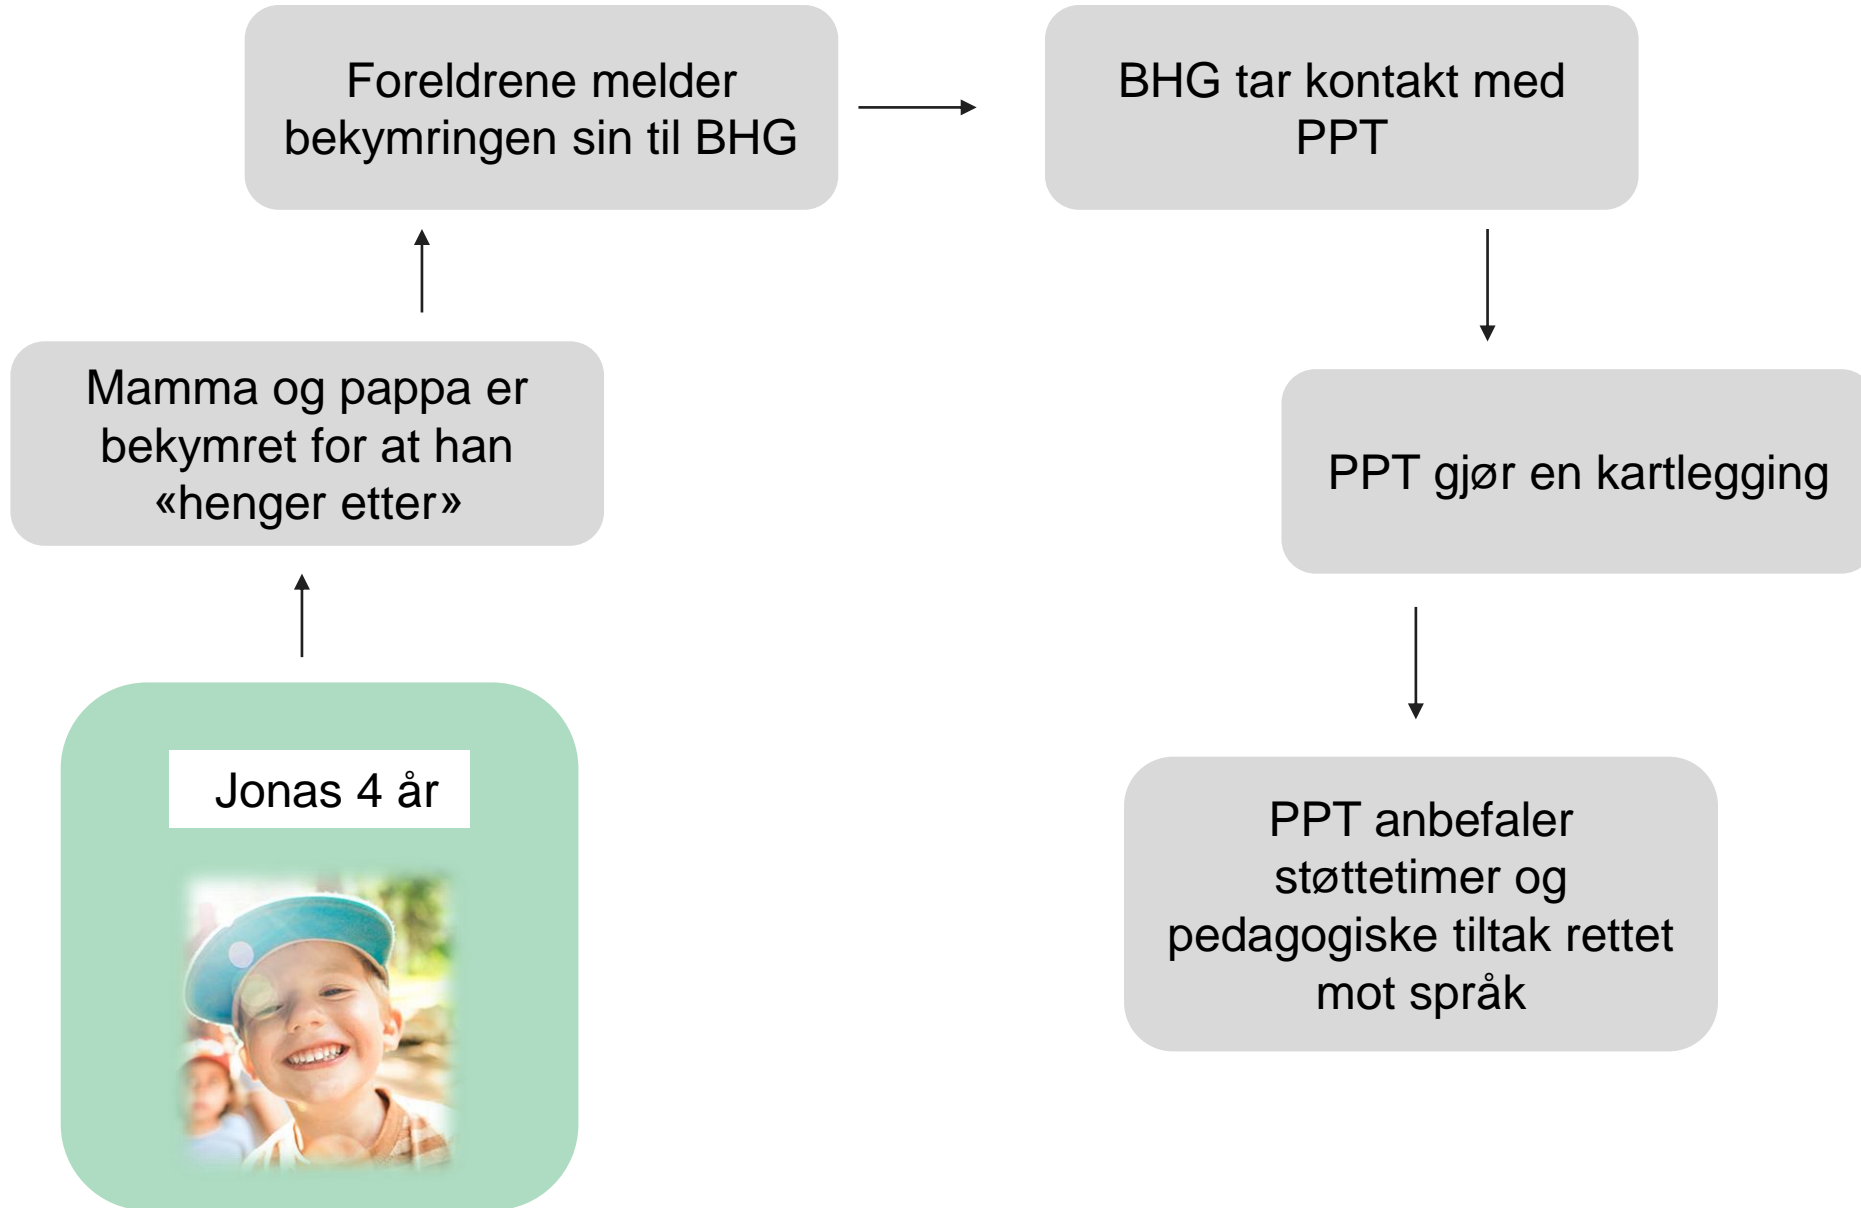 Foreldrene melder
bekymringen sin til BHG
BHG tar kontakt med
PPT
Mamma og pappa er
bekymret for at han
«henger etter»
PPT gjør en kartlegging
Jonas 4 år
PPT anbefaler
støttetimer og
pedagogiske tiltak rettet
mot språk